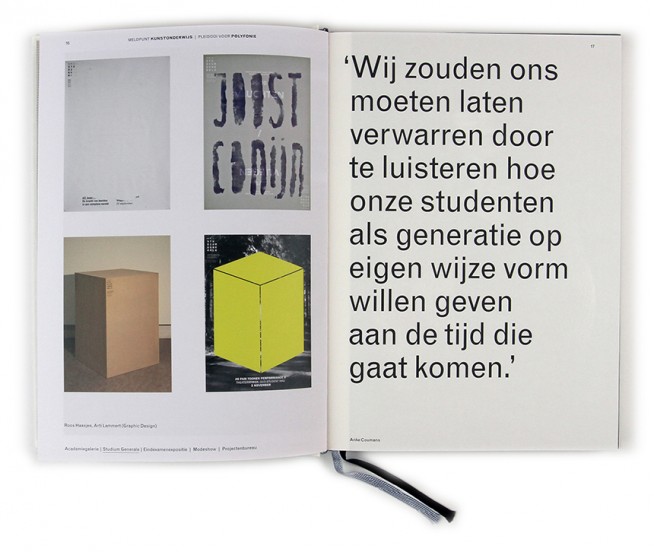 16
MELDPUNT KUNSTONDERWIJS | PLEIDOOI VOOR POLYFONIE
JOOST
CONIJN
Roos Haasjes, Arlt Lammert (Graphic Design)
Academiegalerie | Studium Generale | Eindexamenexpositie | Modeshow | Projectenbureau
17
‘Wij zouden ons
moeten laten
verwarren door
te luisteren hoe
onze studenten
als generatie op
eigen wijze vorm
willen geven
aan de tijd die
gaat komen.’
Anke Coumans